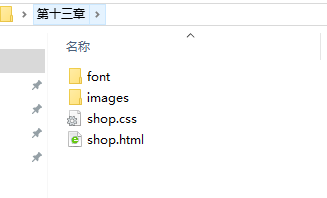 第十三章
名称
font
images
shop.css
shop.html